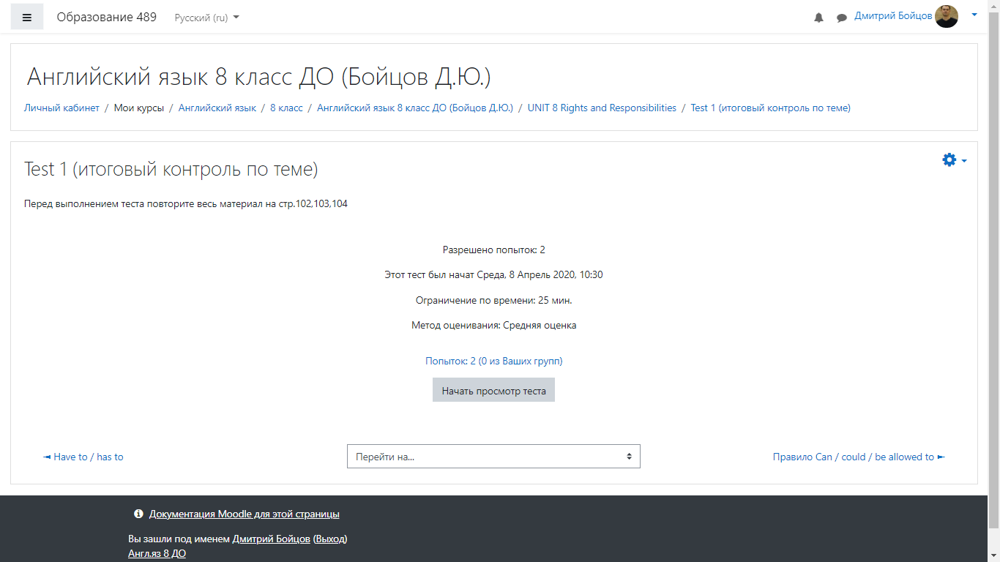 Образование 489 Русский (ru) Дмитрий Бойцов
Английский язык 8 класс ДО (Бойцов Д.Ю.)
Личный кабинет / Мои курсы / Английский язык / 8 класс / Английский язык 8 класс ДО (Бойцов Д.Ю.) / UNIT 8 Rights and Responsibilities / Test 1 (итоговый контроль по теме)
Test 1 (итоговый контроль по теме)
Перед выполнением теста повторите весь материал на стр.102,103,104
Разрешено попыток: 2
Этот тест был начат Среда, 8 Апрель 2020, 10:30
Ограничение по времени: 25 мин.
Метод оценивания: Средняя оценка
Попыток: 2 (0 из Ваших групп)
Начать просмотр теста
◄ Have to / has to Перейти на... Правило Can / could / be allowed to ►
Документация Moodle для этой страницы
Вы зашли под именем Дмитрий Бойцов (Выход)
Англ.яз 8 ДО